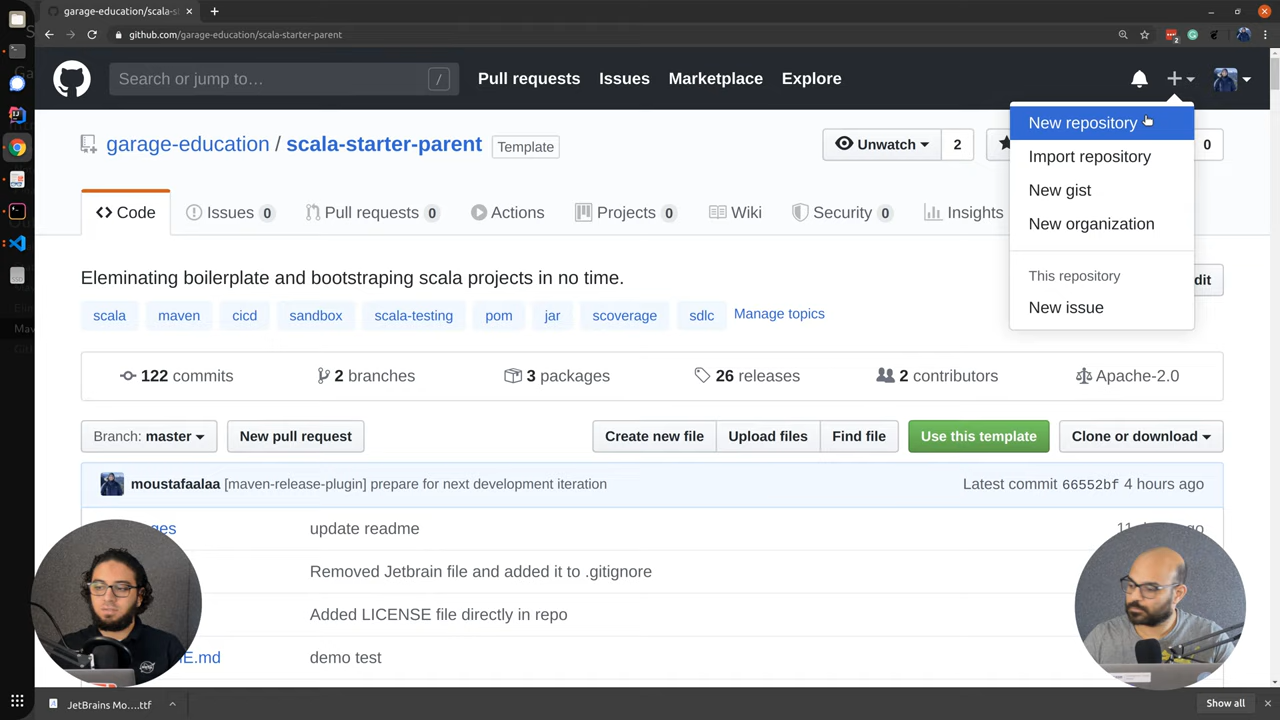 garage-education/scala-s
github.com/garage-education/scala-starter-parent
2
Search or jump to…
/
Pull requests
Issues
Marketplace
Explore
garage-education / scala-starter-parent
Template
Unwatch
2
0
New repository
Import repository
New gist
New organization
This repository
New issue
Code
Issues 0
Pull requests 0
Actions
Projects 0
Wiki
Security 0
Insights
Eleminating boilerplate and bootstraping scala projects in no time.
dit
scala
maven
cicd
sandbox
scala-testing
pom
jar
scoverage
sdlc
Manage topics
122 commits
2 branches
3 packages
26 releases
2 contributors
Apache-2.0
Branch: master
New pull request
Create new file
Upload files
Find file
Use this template
Clone or download
moustafaalaa [maven-release-plugin] prepare for next development iteration
Latest commit 66552bf 4 hours ago
ges
update readme
go
Removed Jetbrain file and added it to .gitignore
Added LICENSE file directly in repo
E.md
demo test
JetBrains Mo....ttf
Show all